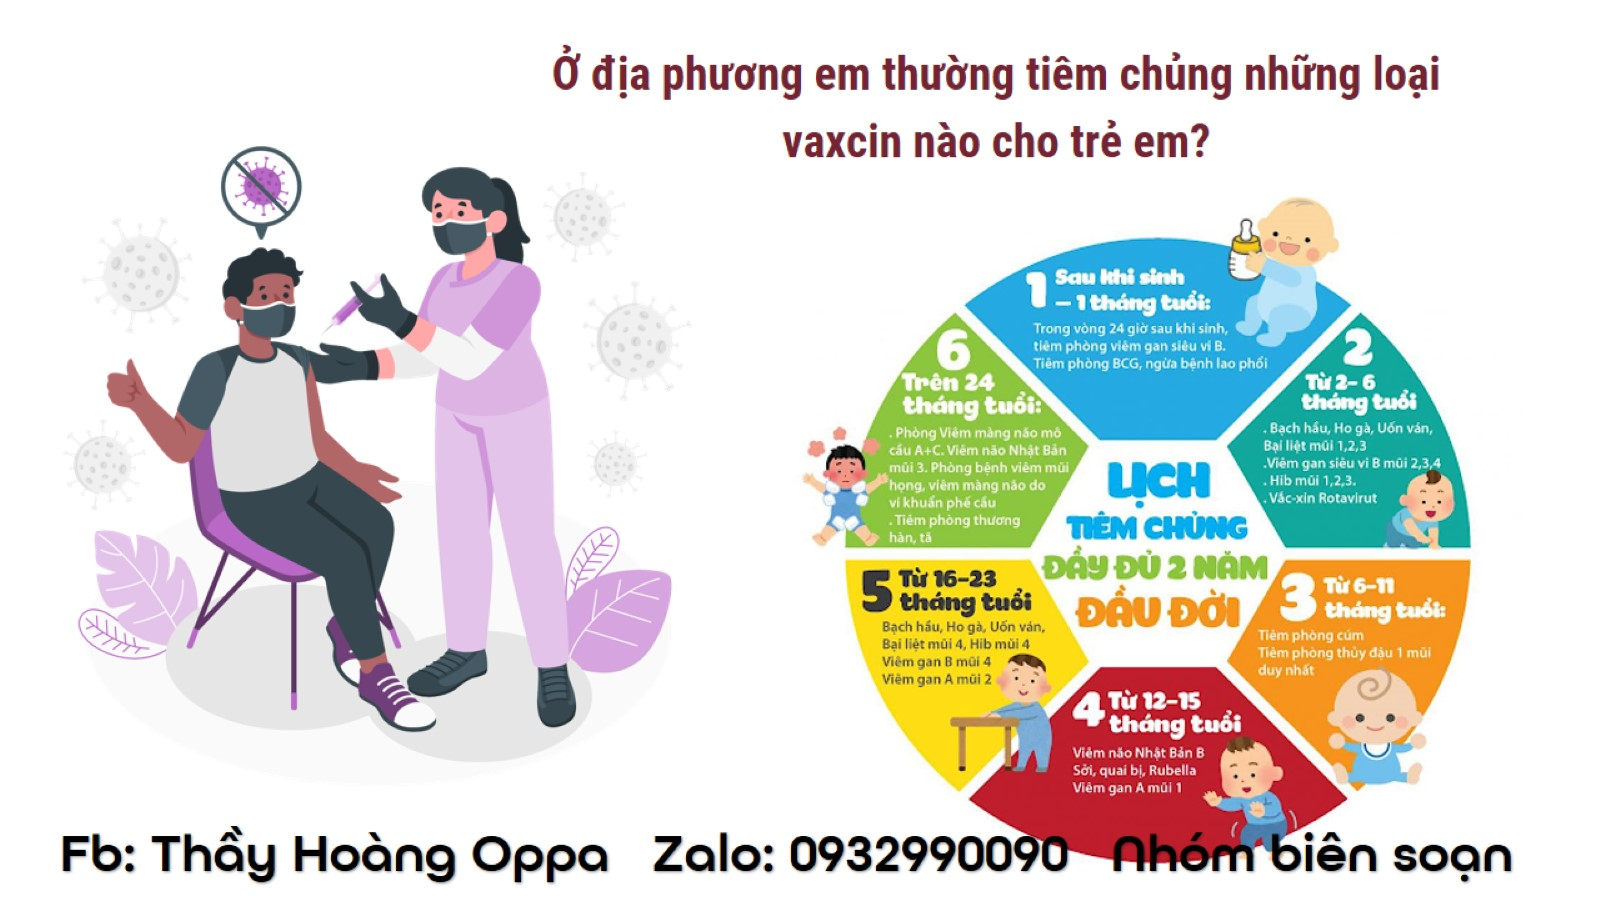 Ở địa phương em thường tiêm chủng những loại
vaxcin nào cho trẻ em?
1 Sau khi sinh
– 1 tháng tuổi:
Trong vòng 24 giờ sau khi sinh,
tiêm phòng viêm gan siêu vi B.
Tiêm phòng BCG, ngừa bệnh lao phổi
2
Từ 2– 6
tháng tuổi
. Bạch hầu, Ho gà, Uốn ván,
Bại liệt mũi 1,2,3
.Viêm gan siêu vi B mũi 2,3,4
. Hib mũi 1,2,3.
. Vắc-xin Rotavirut
3 Từ 6–11
tháng tuổi:
Tiêm phòng cúm
Tiêm phòng thủy đậu 1 mũi
duy nhất
4 Từ 12–15
tháng tuổi
Viêm não Nhật Bản B
Sởi, quai bị, Rubella
Viêm gan A mũi 1
5 Từ 16–23
tháng tuổi
Bạch hầu, Ho gà, Uốn ván,
Bại liệt mũi 4, Hib mũi 4
Viêm gan B mũi 4
Viêm gan A mũi 2
6
Trên 24
tháng tuổi:
. Phòng Viêm màng não mô
cầu A+C. Viêm não Nhật Bản
mũi 3. Phòng bệnh viêm mũi
họng, viêm màng não do
vi khuẩn phế cầu
. Tiêm phòng thương
hàn, tả
LỊCH
TIÊM CHỦNG
ĐẦY ĐỦ 2 NĂM
ĐẦU ĐỜI
Fb: Thầy Hoàng Oppa Zalo: 0932990090 Nhóm biên soạn